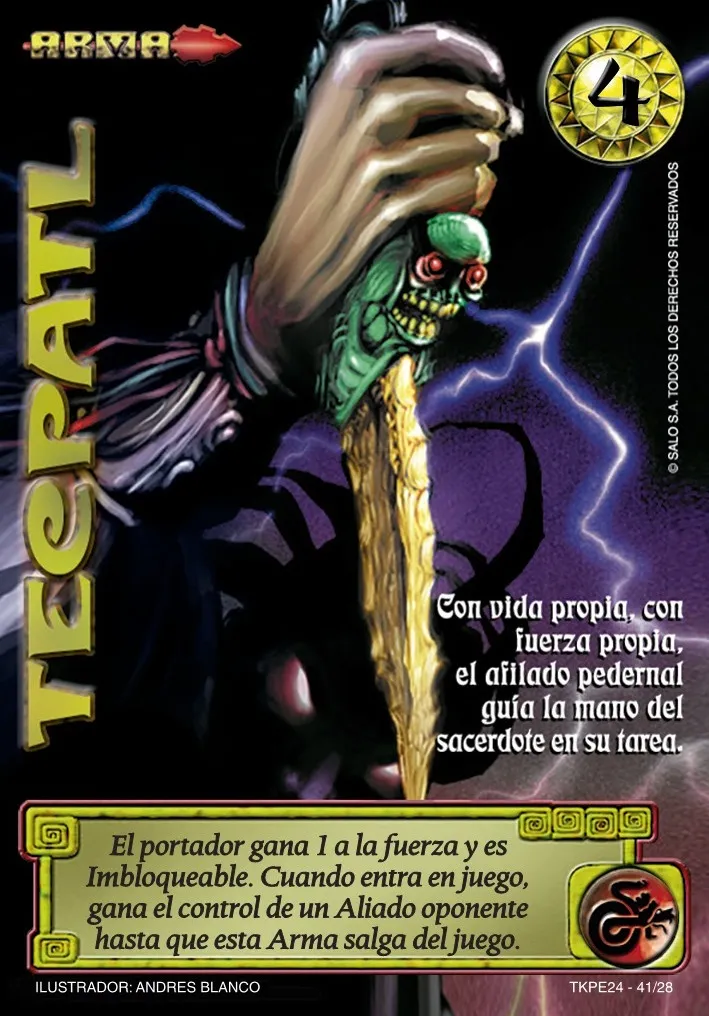 ARMA
4
TECPATL
© SALO S.A. TODOS LOS DERECHOS RESERVADOS
Con vida propia, con
fuerza propia,
el afilado pedernal
guía la mano del
sacerdote en su tarea.
El portador gana 1 a la fuerza y es
Imbloqueable. Cuando entra en juego,
gana el control de un Aliado oponente
hasta que esta Arma salga del juego.
ILUSTRADOR: ANDRES BLANCO
TKPE24 - 41/28